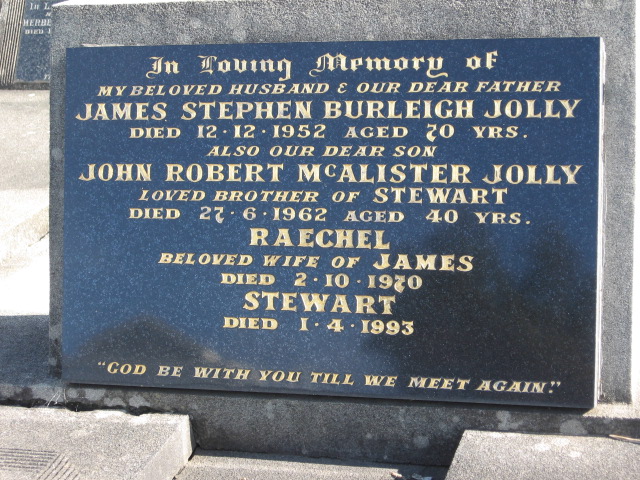 In Loving Memory of
MY BELOVED HUSBAND & OUR DEAR FATHER
JAMES STEPHEN BURLEIGH JOLLY
DIED 12·12·1952 AGED 70 YRS.
ALSO OUR DEAR SON
JOHN ROBERT McALISTER JOLLY
LOVED BROTHER OF STEWART
DIED 27·6·1962 AGED 40 YRS.
RAECHEL
BELOVED WIFE OF JAMES
DIED 2·10·1970
STEWART
DIED 1·4·1993
"GOD BE WITH YOU TILL WE MEET AGAIN."